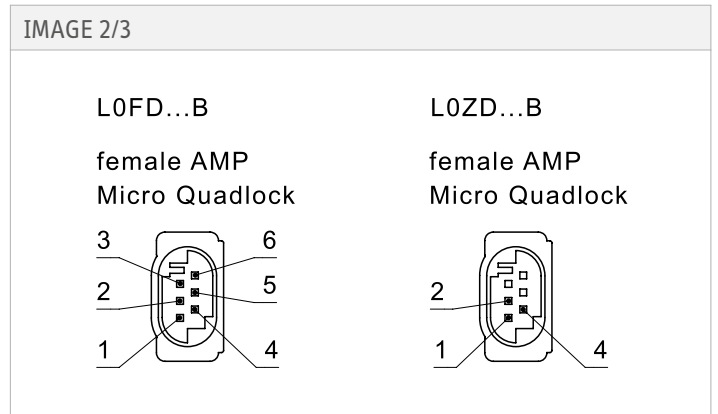 IMAGE 2/3
L0FD...B
female AMP
Micro Quadlock
3
6
2
5
1
4
L0ZD...B
female AMP
Micro Quadlock
2
1
4